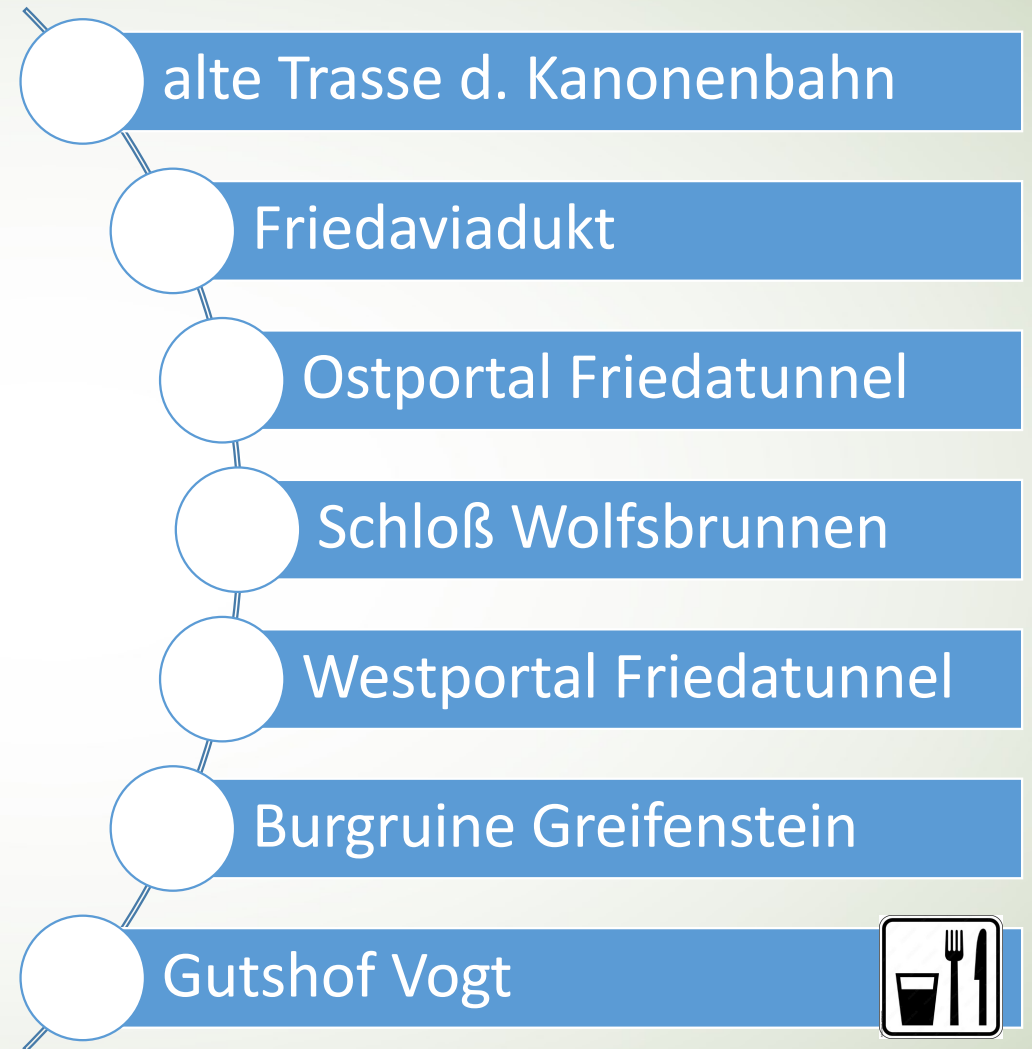 alte Trasse d. Kanonenbahn
Friedaviadukt
Ostportal Friedatunnel
Schloß Wolfsbrunnen
Westportal Friedatunnel
Burgruine Greifenstein
Gutshof Vogt